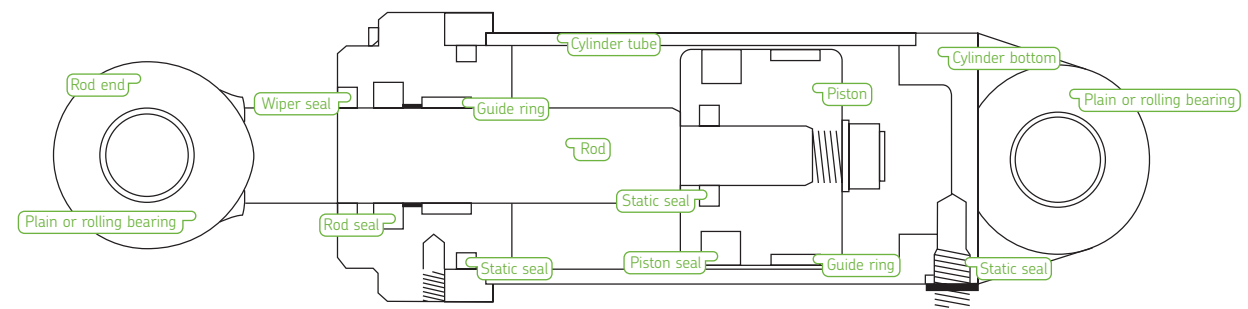 Cylinder tube
Cylinder bottom
Rod end
Piston
Wiper seal
Guide ring
Plain or rolling bearing
Rod
Static seal
Plain or rolling bearing
Rod seal
Static seal
Piston seal
Guide ring
Static seal